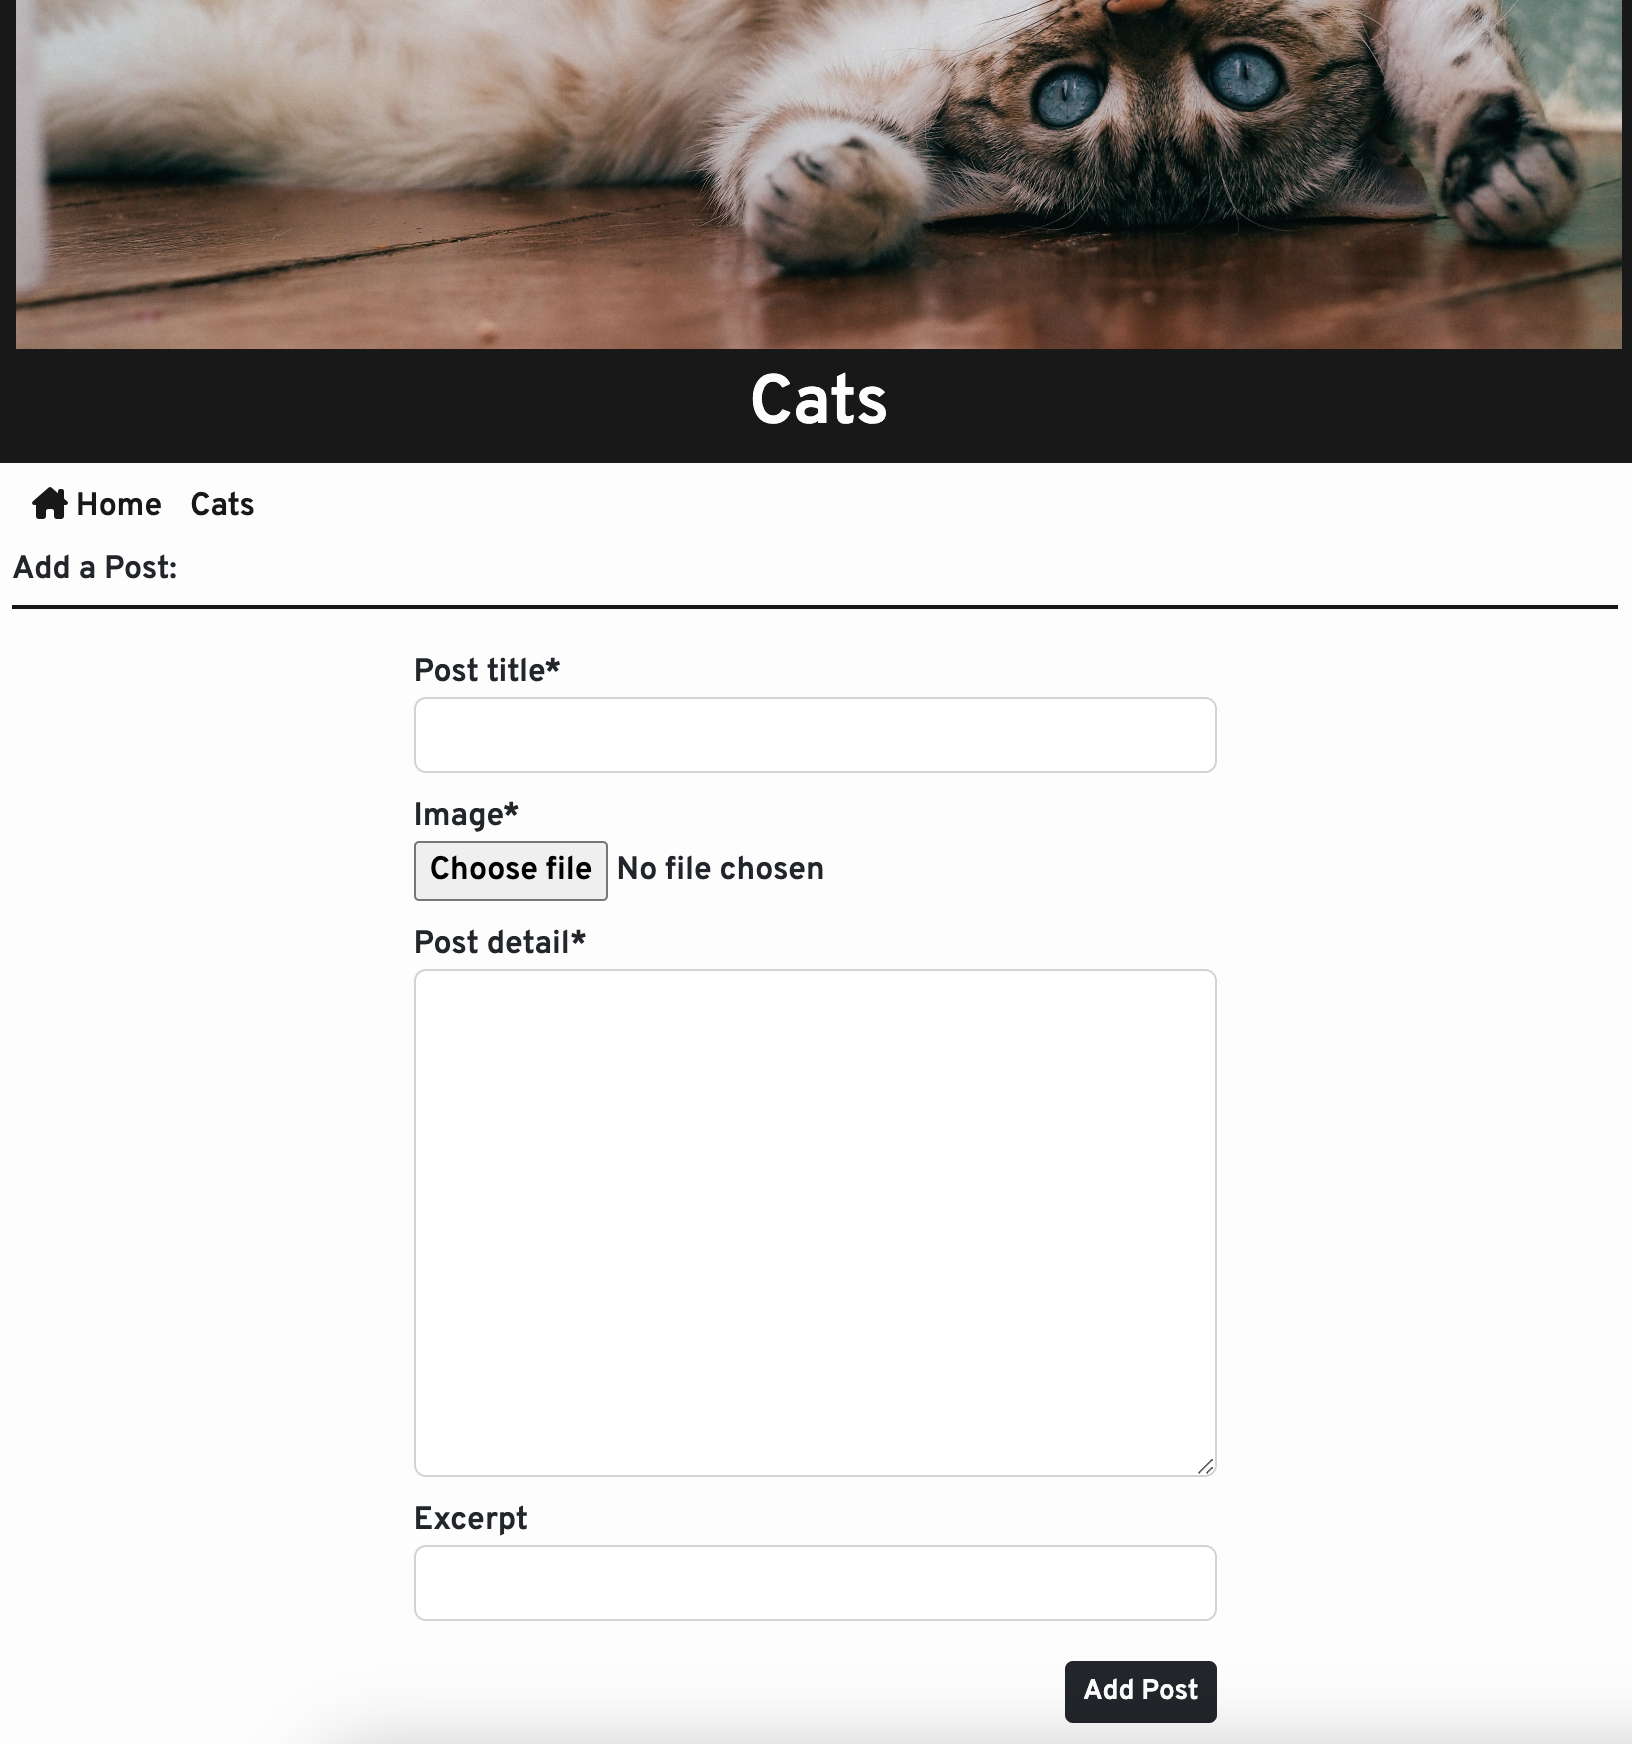 Cats
Home Cats
Add a Post:
Post title*
Image*
Choose file No file chosen
Post detail*
Excerpt
Add Post